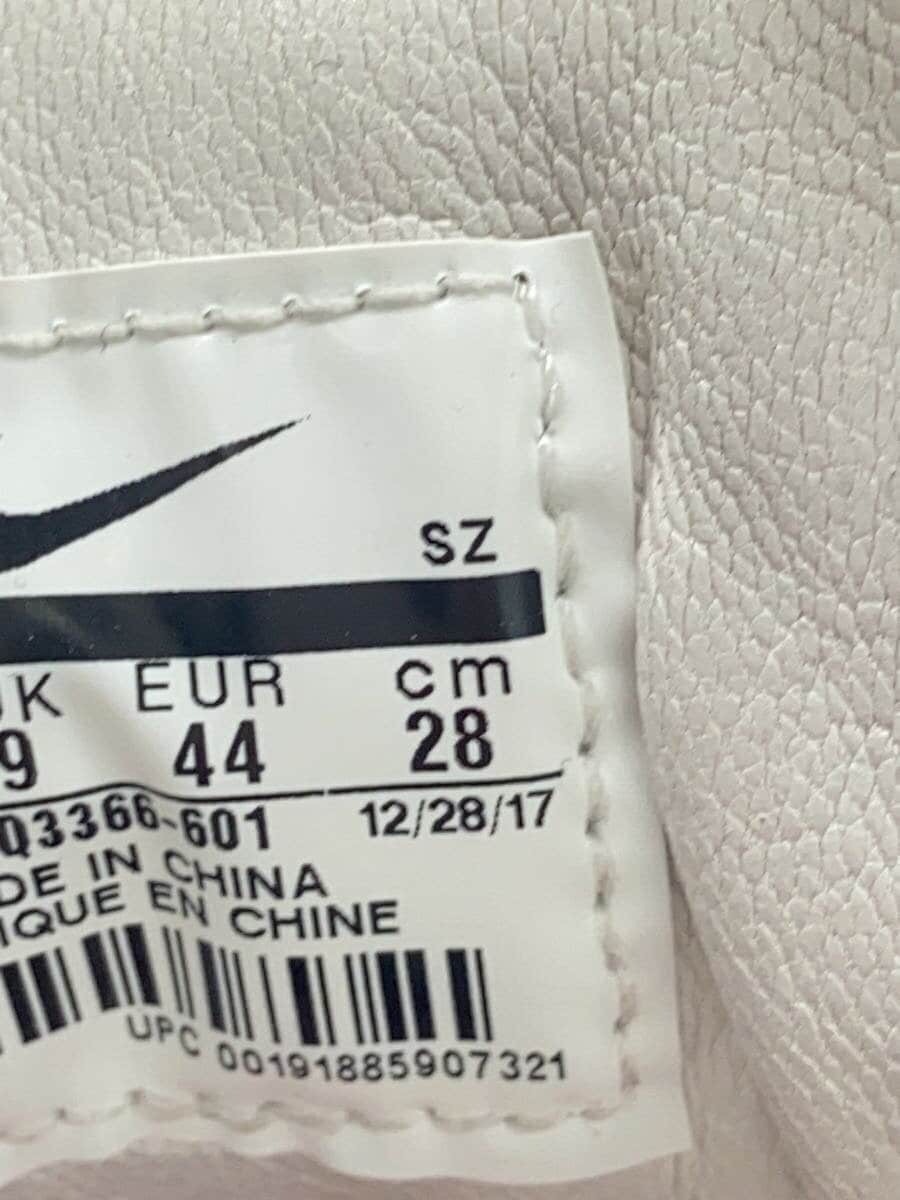 SZ
UK EUR cm
9 44 28
Q3366-601 12/28/17
DE IN CHINA
IQUE EN CHINE
UPC 00191885907321